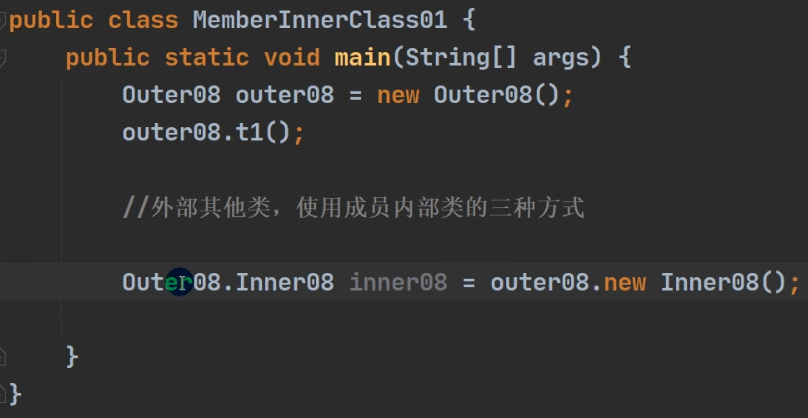 public class MemberInnerClass01 {
public static void main(String[] args) {
Outer08 outer08 = new Outer08();
outer08.t1();
//外部其他类，使用成员内部类的三种方式
Outer08.Inner08 inner08 = outer08.new Inner08();
}
}